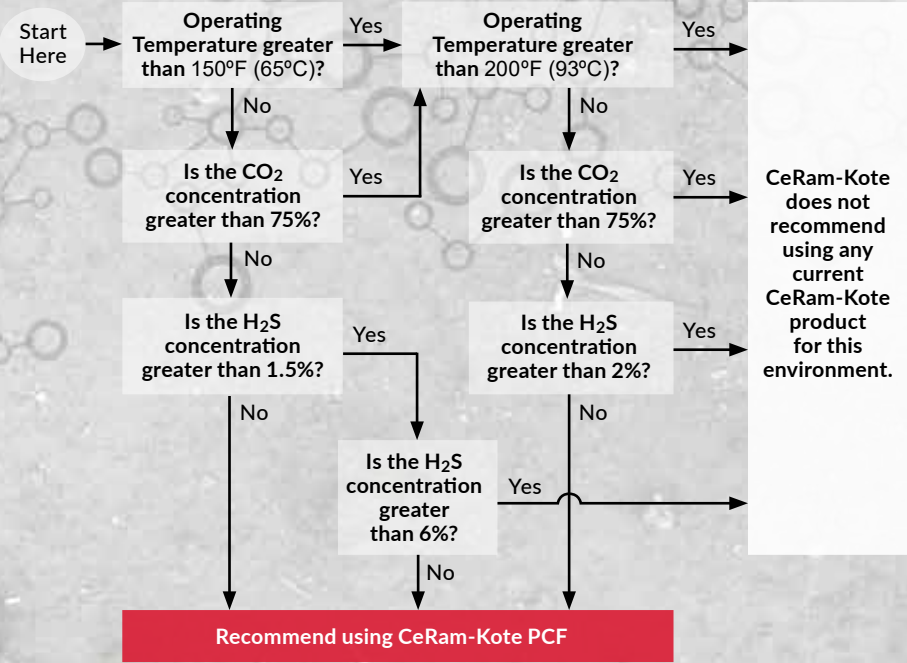 Start
Here
Operating
Temperature greater
than 150ºF (65ºC)?
Yes
No
Operating
Temperature greater
than 200ºF (93ºC)?
Yes
No
Is the CO₂
concentration
greater than 75%?
Yes
No
Is the CO₂
concentration
greater than 75%?
Yes
No
Is the H₂S
concentration
greater than 1.5%?
Yes
No
Is the H₂S
concentration
greater than 2%?
Yes
No
Is the H₂S
concentration
greater
than 6%?
Yes
No
CeRam-Kote
does not
recommend
using any
current
CeRam-Kote
product
for this
environment.
Recommend using CeRam-Kote PCF